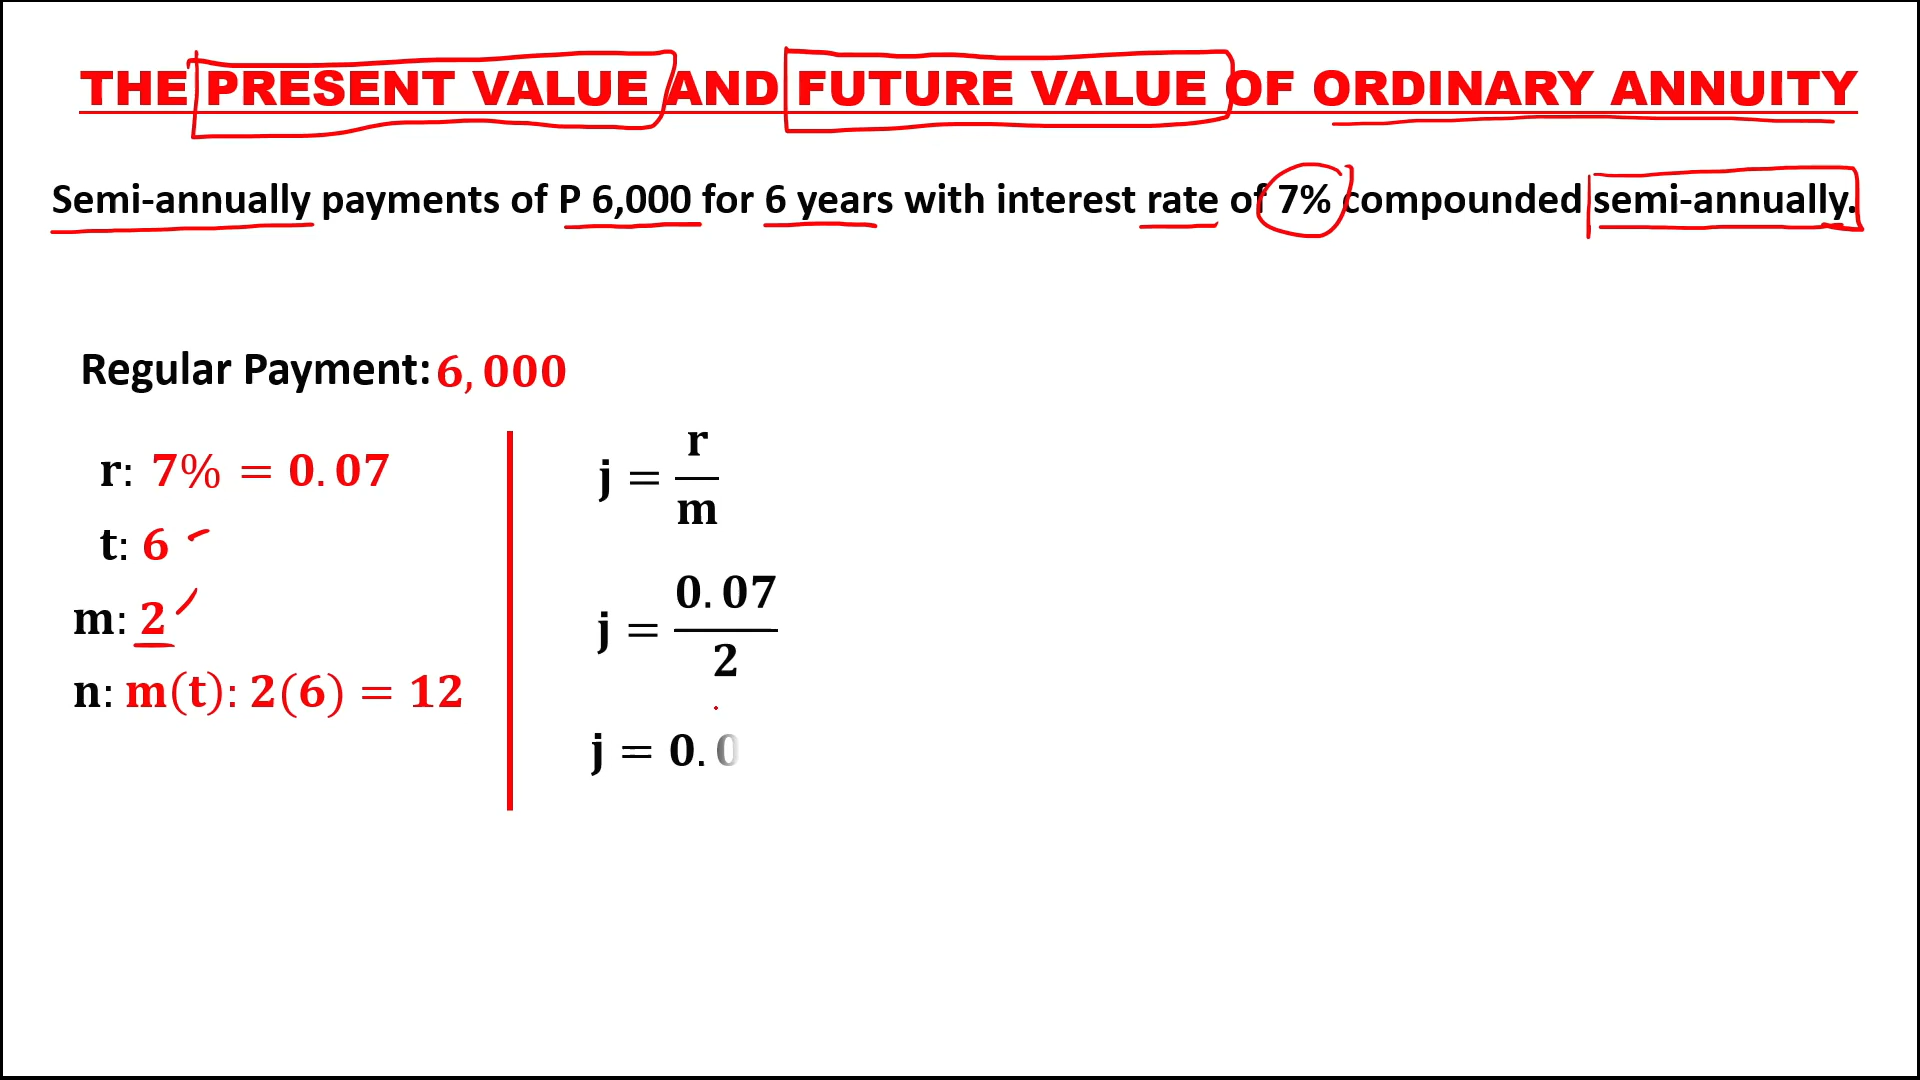 THE PRESENT VALUE AND FUTURE VALUE OF ORDINARY ANNUITY
Semi-annually payments of P 6,000 for 6 years with interest rate of 7% compounded semi-annually.
Regular Payment: 6,000
r: 7% = 0.07
t: 6
m: 2
n: m(t): 2(6) = 12
j = r/m
j = 0.07/2
j = 0.0